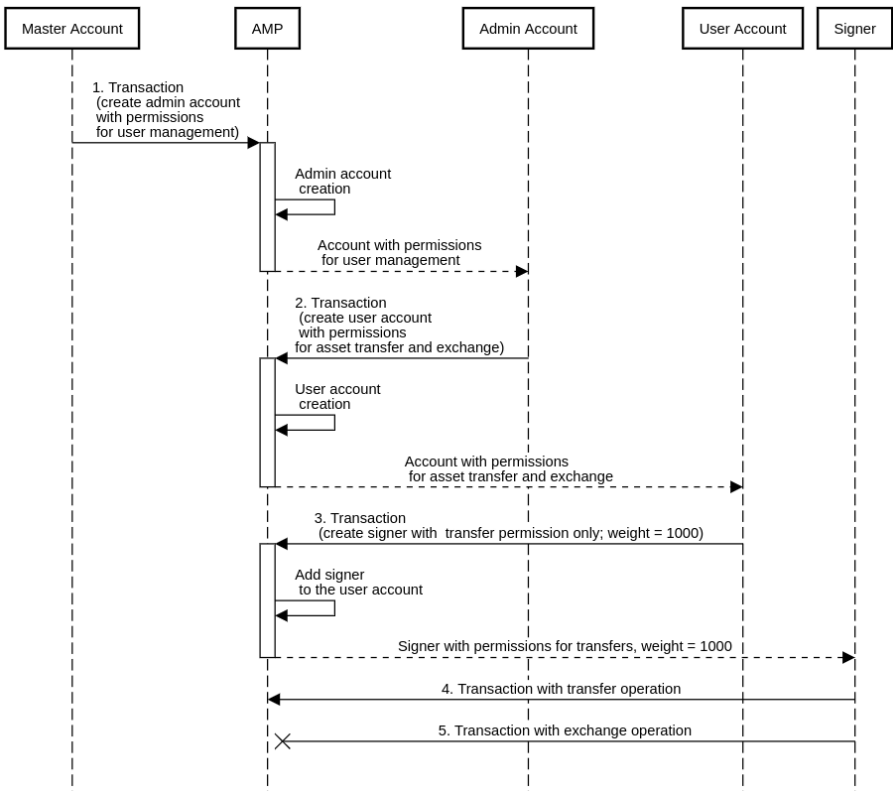 Master Account
AMP
Admin Account
User Account
Signer
1. Transaction
(create admin account
with permissions
for user management)
Admin account
creation
Account with permissions
for user management
2. Transaction
(create user account
with permissions
for asset transfer and exchange)
User account
creation
Account with permissions
for asset transfer and exchange
3. Transaction
(create signer with  transfer permission only; weight = 1000)
Add signer
to the user account
Signer with permissions for transfers, weight = 1000
4. Transaction with transfer operation
5. Transaction with exchange operation